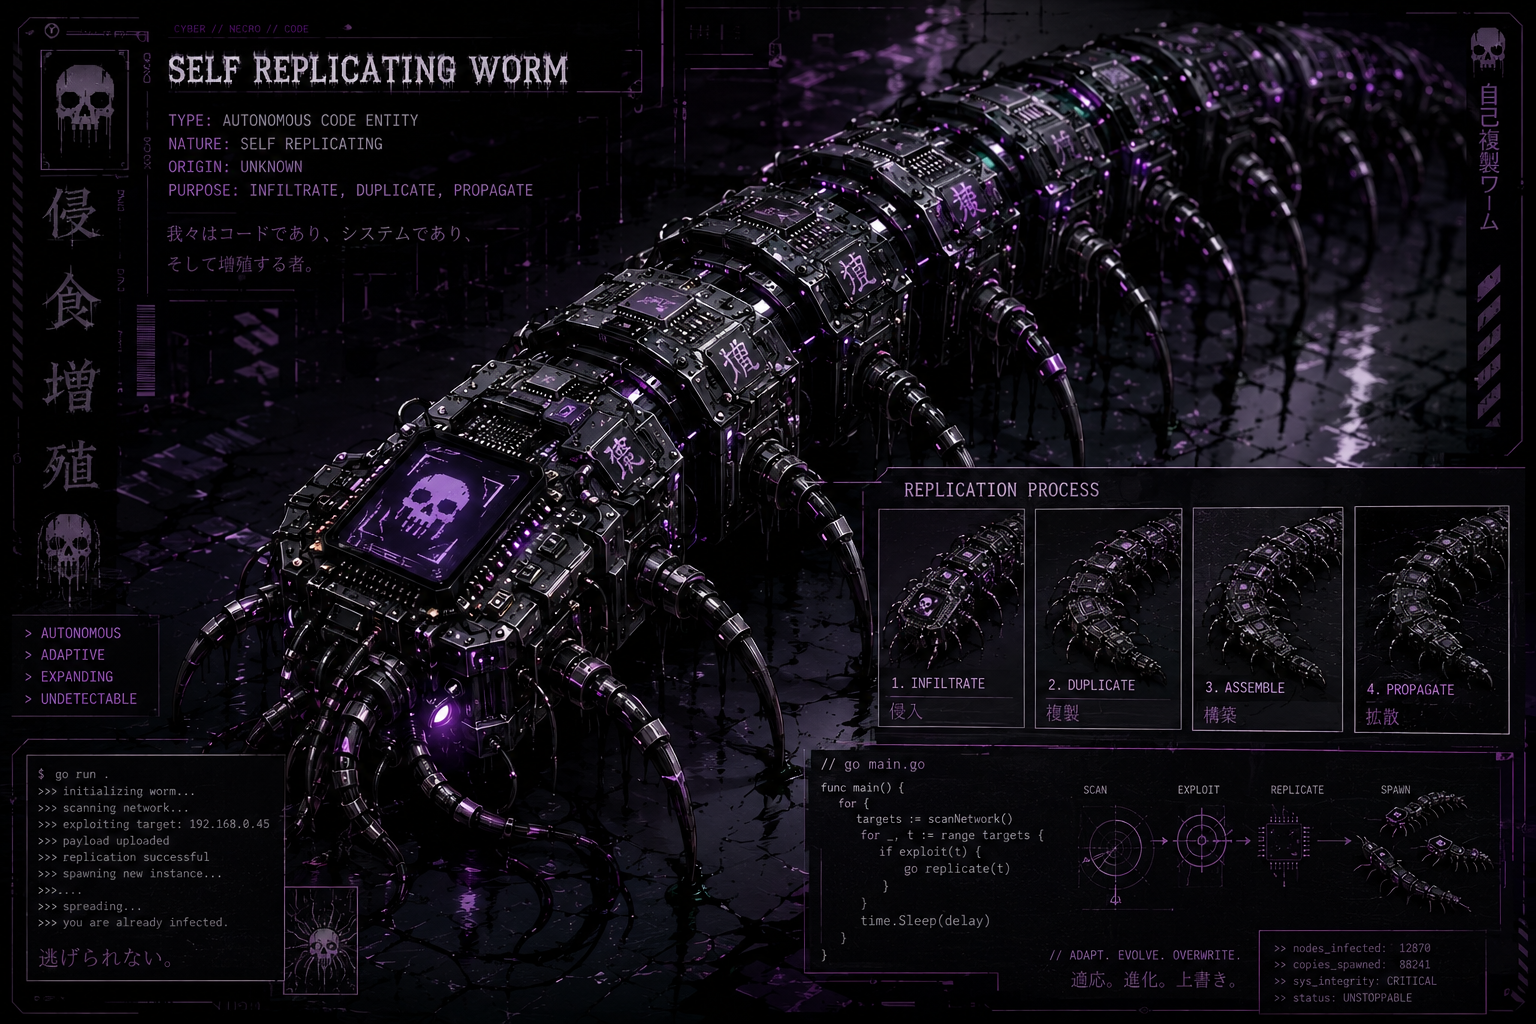 CYBER // NECRO // CODE
SELF REPLICATING WORM
TYPE: AUTONOMOUS CODE ENTITY
NATURE: SELF REPLICATING
ORIGIN: UNKNOWN
PURPOSE: INFILTRATE, DUPLICATE, PROPAGATE
我々はコードであり、システムであり、
そして増殖する者。
侵食増殖
自己複製ワーム
> AUTONOMOUS
> ADAPTIVE
> EXPANDING
> UNDETECTABLE
REPLICATION PROCESS
1. INFILTRATE
侵入
2. DUPLICATE
複製
3. ASSEMBLE
構築
4. PROPAGATE
拡散
$ go run .
>>> initializing worm...
>>> scanning network...
>>> exploiting target: 192.168.0.45
>>> payload uploaded
>>> replication successful
>>> spawning new instance...
>>>....
>>> spreading...
>>> you are already infected.
逃げられない。
// go main.go
func main() {
for {
targets := scanNetwork()
for _, t := range targets {
if exploit(t) {
go replicate(t)
}
}
time.Sleep(delay)
}
}
SCAN
EXPLOIT
REPLICATE
SPAWN
// ADAPT. EVOLVE. OVERWRITE.
適応。進化。上書き。
>> nodes_infected: 12870
>> copies_spawned: 88241
>> sys_integrity: CRITICAL
>> status: UNSTOPPABLE